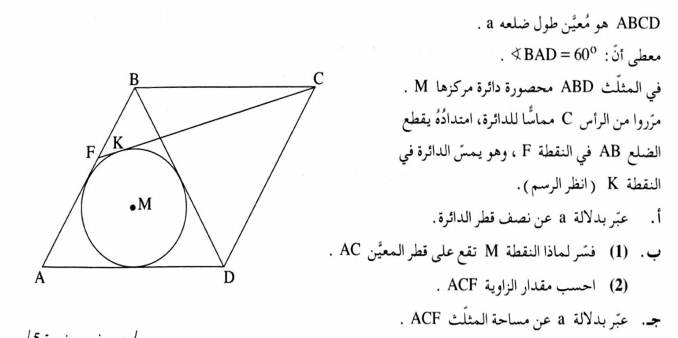 ABCD هو مُعيَّن طول ضلعه a .
معطى أنّ: ∢BAD = 60° .
في المثلّث ABD محصورة دائرة مركزها M .
مرّروا من الرأس C مماسًّا للدائرة، امتدادُهُ يقطع
الضلع AB في النقطة F ، وهو يمسّ الدائرة في
النقطة K (انظر الرسم).
أ. عبّر بدلالة a عن نصف قطر الدائرة.
ب. (1) فسّر لماذا النقطة M تقع على قطر المعيَّن AC .
(2) احسب مقدار الزاوية ACF .
جـ. عبّر بدلالة a عن مساحة المثلّث ACF .
B
C
K
F
M
A
D